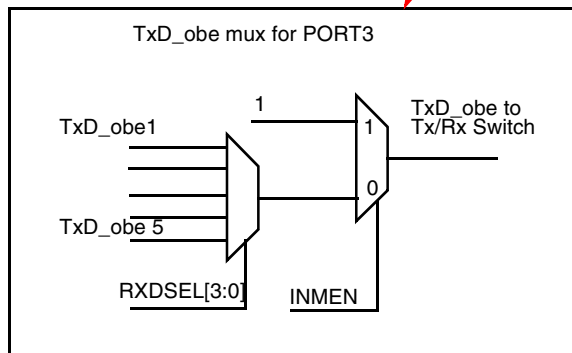 TxD_obe mux for PORT3
1
TxD_obe1
1
TxD_obe to
Tx/Rx Switch
0
TxD_obe 5
RXDSEL[3:0]
INMEN